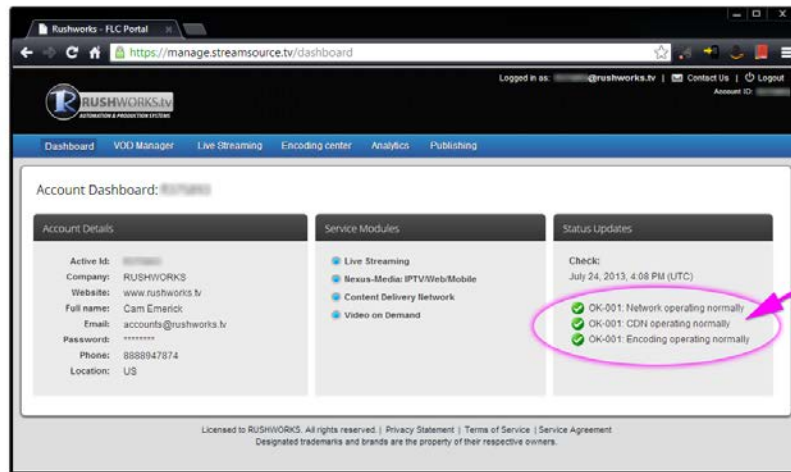 Rushworks - FLC Portal
https://manage.streamsource.tv/dashboard
Logged in as: @rushworks.tv | Contact Us | Logout
Account ID:
RUSHWORKS.tv
AUTOMATION & PRODUCTION SYSTEMS
Dashboard VOD Manager Live Streaming Encoding center Analytics Publishing
Account Dashboard:
Account Details
Active Id:
Company: RUSHWORKS
Website: www.rushworks.tv
Full name: Cam Emerick
Email: accounts@rushworks.tv
Password: ********
Phone: 8888947874
Location: US
Service Modules
Live Streaming
Nexus-Media: IPTV/Web/Mobile
Content Delivery Network
Video on Demand
Status Updates
Check:
July 24, 2013, 4:08 PM (UTC)
OK-001: Network operating normally
OK-001: CDN operating normally
OK-001: Encoding operating normally
Licensed to RUSHWORKS. All rights reserved. | Privacy Statement | Terms of Service | Service Agreement
Designated trademarks and brands are the property of their respective owners.